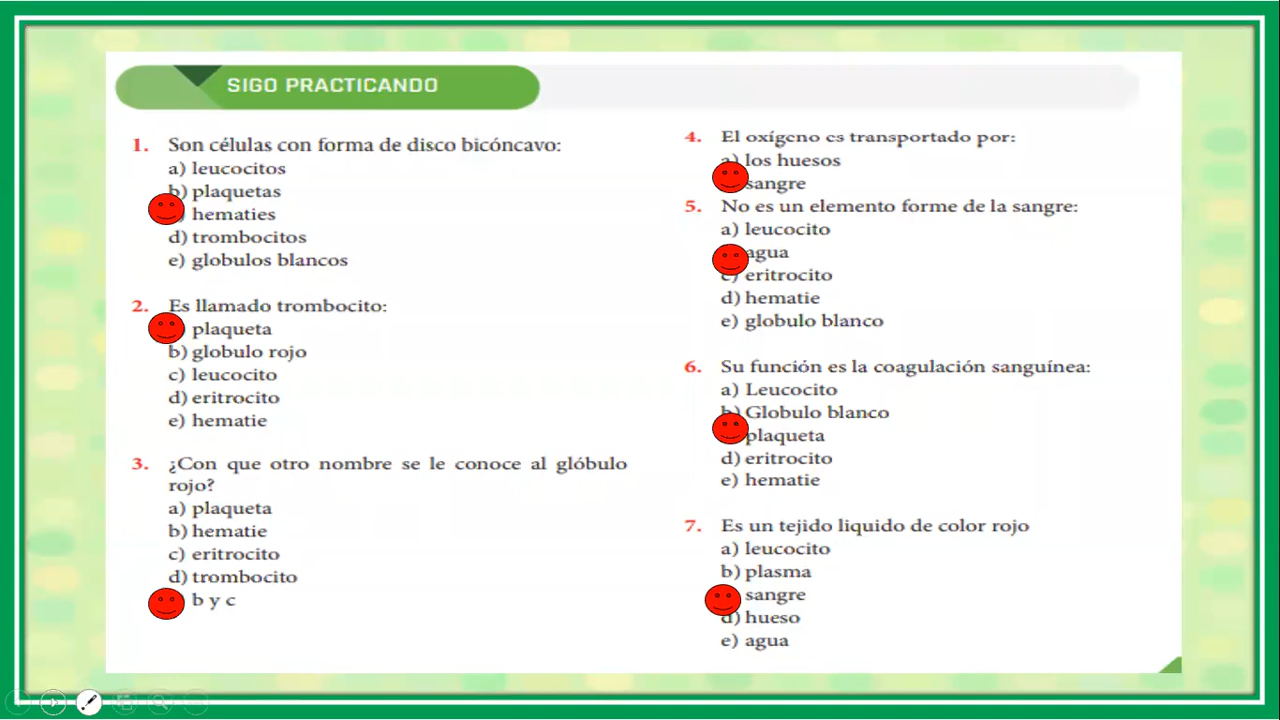 SIGO PRACTICANDO
1. Son células con forma de disco bicóncavo:
a) leucocitos
b) plaquetas
) hematies
d) trombocitos
e) globulos blancos
2. Es llamado trombocito:
plaqueta
b) globulo rojo
c) leucocito
d) eritrocito
e) hematie
3. ¿Con que otro nombre se le conoce al glóbulo
rojo?
a) plaqueta
b) hematie
c) eritrocito
d) trombocito
b y c
4. El oxígeno es transportado por:
a) los huesos
sangre
5. No es un elemento forme de la sangre:
a) leucocito
agua
c) eritrocito
d) hematie
e) globulo blanco
6. Su función es la coagulación sanguínea:
a) Leucocito
b) Globulo blanco
plaqueta
d) eritrocito
e) hematie
7. Es un tejido liquido de color rojo
a) leucocito
b) plasma
sangre
d) hueso
e) agua